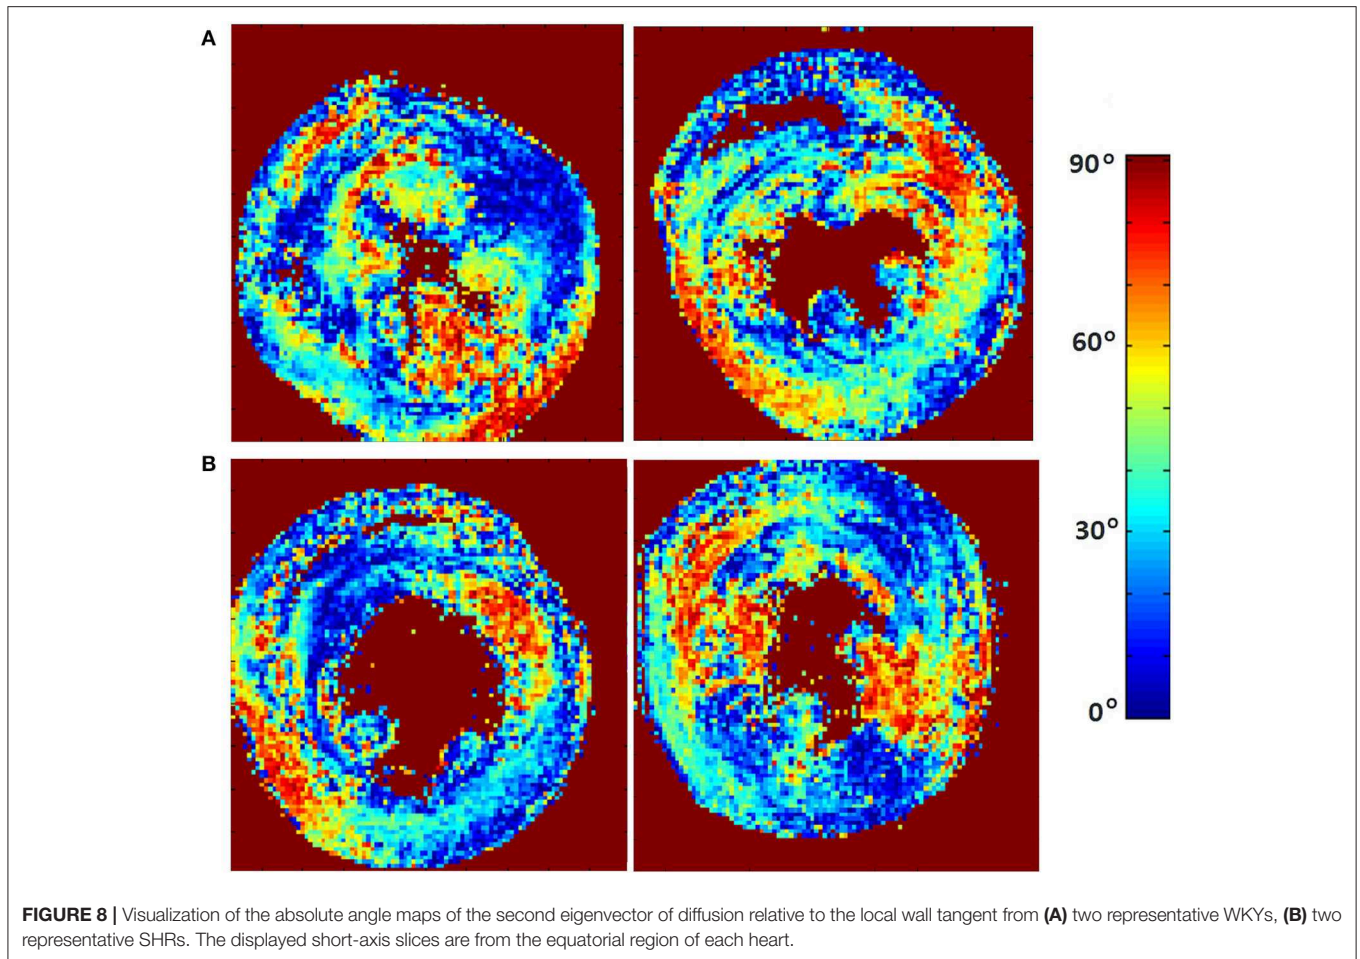 A
90°
60°
30°
0°
B
FIGURE 8 | Visualization of the absolute angle maps of the second eigenvector of diffusion relative to the local wall tangent from (A) two representative WKYs, (B) two
representative SHRs. The displayed short-axis slices are from the equatorial region of each heart.